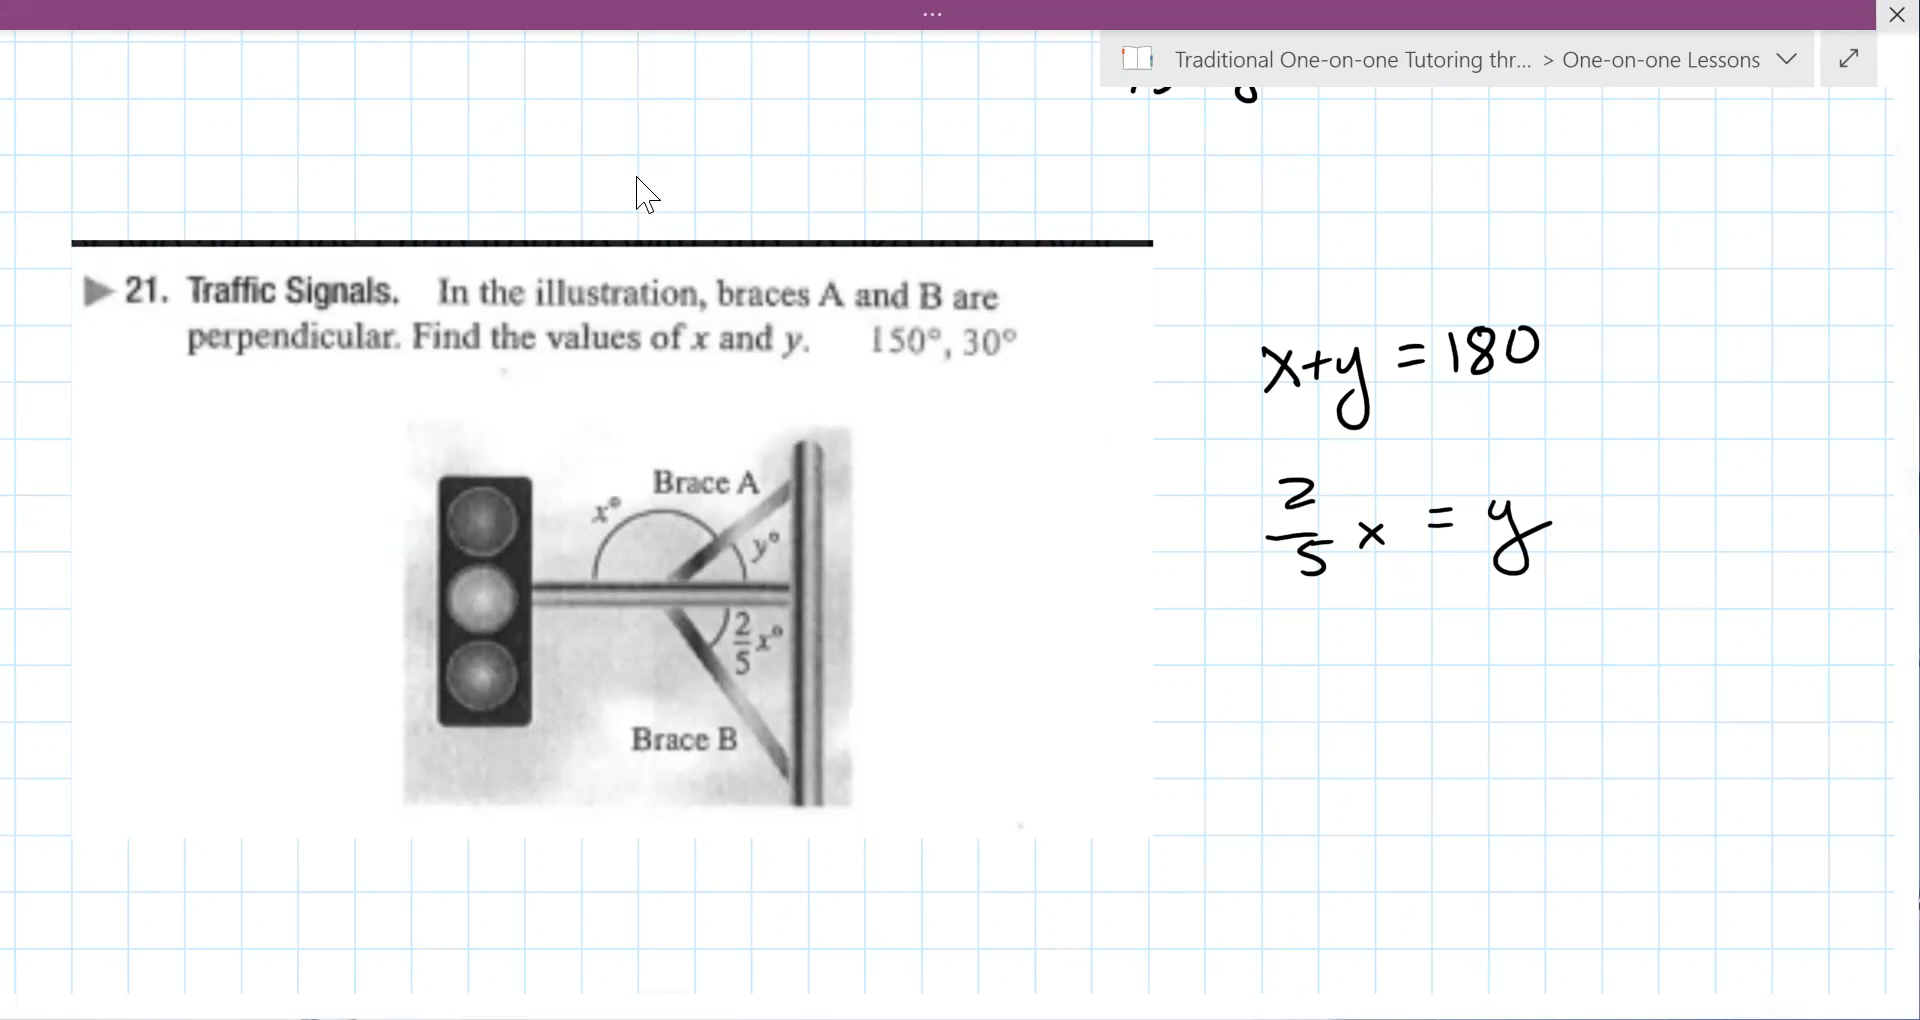 ...
Traditional One-on-one Tutoring thr... > One-on-one Lessons
21. Traffic Signals. In the illustration, braces A and B are
perpendicular. Find the values of x and y. 150°, 30°
Brace A
x°
y°
2/5 x°
Brace B
x+y = 180
2/5 x = y